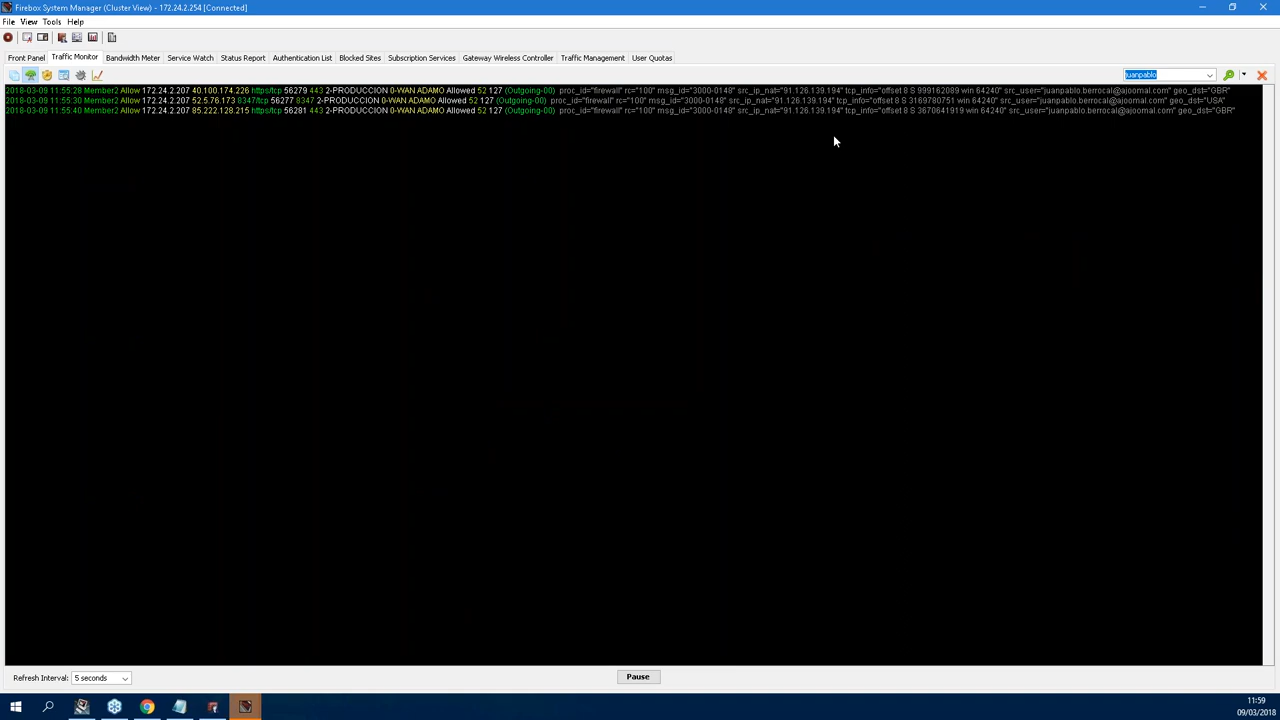 Firebox System Manager (Cluster View) - 172.24.2.254 [Connected]
File View Tools Help
Front Panel Traffic Monitor Bandwidth Meter Service Watch Status Report Authentication List Blocked Sites Subscription Services Gateway Wireless Controller Traffic Management User Quotas
juanpablo
2018-03-09 11:55:28 Member2 Allow 172.24.2.207 40.100.174.226 https/tcp 56279 443 2-PRODUCCION 0-WAN ADAMO Allowed 52 127 (Outgoing-00) proc_id="firewall" rc="100" msg_id="3000-0148" src_ip_nat="91.126.139.194" tcp_info="offset 8 S 999162089 win 64240" src_user="juanpablo.berrocal@ajoomal.com" geo_dst="GBR"
2018-03-09 11:55:30 Member2 Allow 172.24.2.207 52.5.76.173 8347/tcp 56277 8347 2-PRODUCCION 0-WAN ADAMO Allowed 52 127 (Outgoing-00) proc_id="firewall" rc="100" msg_id="3000-0148" src_ip_nat="91.126.139.194" tcp_info="offset 8 S 3169780751 win 64240" src_user="juanpablo.berrocal@ajoomal.com" geo_dst="USA"
2018-03-09 11:55:40 Member2 Allow 172.24.2.207 85.222.128.215 https/tcp 56281 443 2-PRODUCCION 0-WAN ADAMO Allowed 52 127 (Outgoing-00) proc_id="firewall" rc="100" msg_id="3000-0148" src_ip_nat="91.126.139.194" tcp_info="offset 8 S 3670641919 win 64240" src_user="juanpablo.berrocal@ajoomal.com" geo_dst="GBR"
Refresh Interval: 5 seconds Pause
11:59
09/03/2018